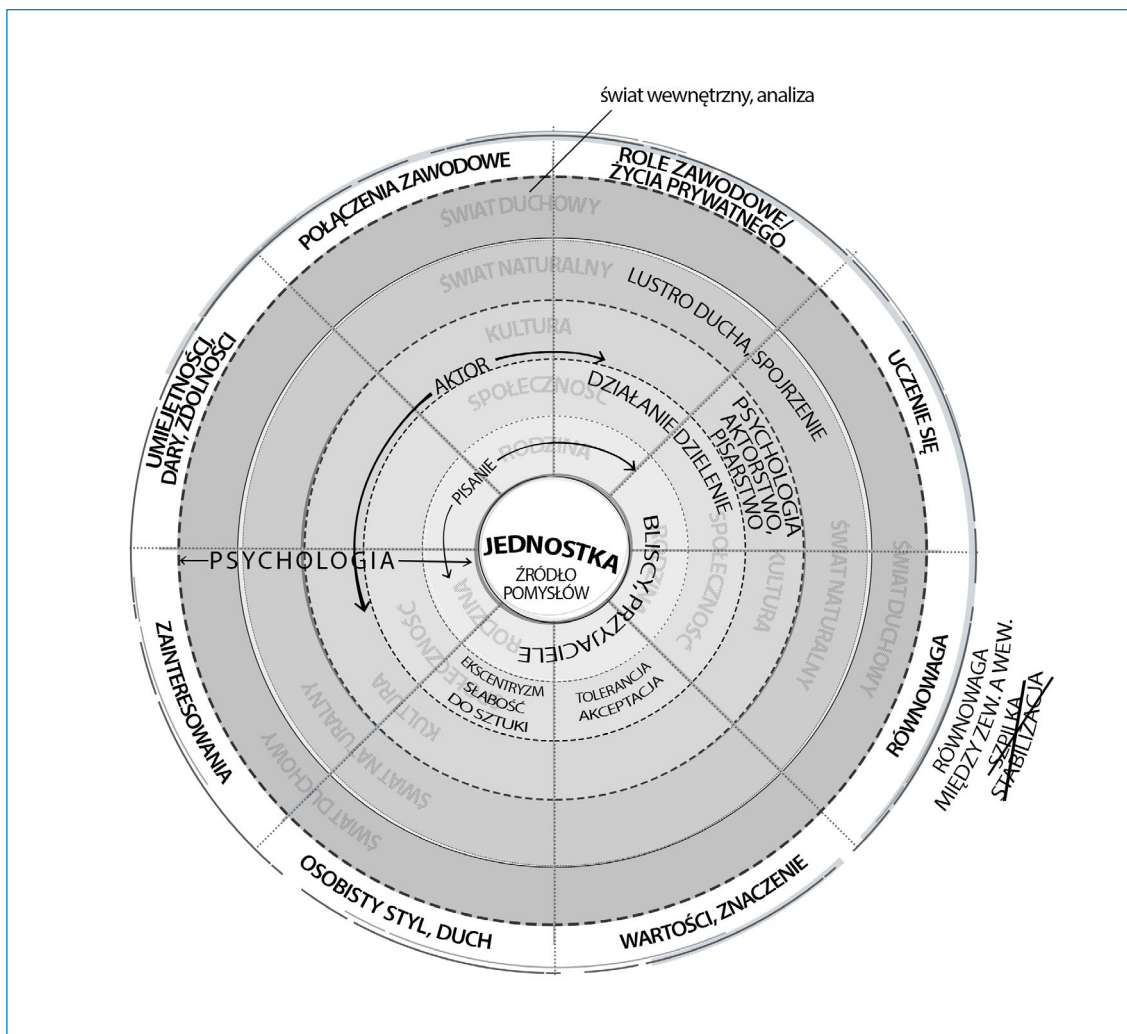 świat wewnętrzny, analiza
POŁĄCZENIA ZAWODOWE
ROLE ZAWODOWE/
ŻYCIA PRYWATNEGO
ŚWIAT DUCHOWY
ŚWIAT NATURALNY
LUSTRO DUCHA, SPOJRZENIE
KULTURA
UMIEJĘTNOŚCI,
DARY, ZDOLNOŚCI
AKTOR
SPOŁECZNOŚĆ
DZIAŁANIE DZIELENIE
UCZENIE SIĘ
PSYCHOLOGIA
AKTORSTWO,
PISARSTWO
RODZINA
PISANIE
JEDNOSTKA
ŹRÓDŁO
POMYSŁÓW
PSYCHOLOGIA
BLISCY, PRZYJACIELE
RODZINA
SPOŁECZNOŚĆ
KULTURA
ŚWIAT NATURALNY
ŚWIAT DUCHOWY
RODZINA
SPOŁECZNOŚĆ
KULTURA
ŚWIAT NATURALNY
ŚWIAT DUCHOWY
EKSCENTRYZM
SŁABOŚĆ
DO SZTUKI
TOLERANCJA
AKCEPTACJA
ZAINTERESOWANIA
RÓWNOWAGA
RÓWNOWAGA
MIĘDZY ZEW. A WEW.
SZPILKA
STABILIZACJA
OSOBISTY STYL, DUCH
WARTOŚCI, ZNACZENIE